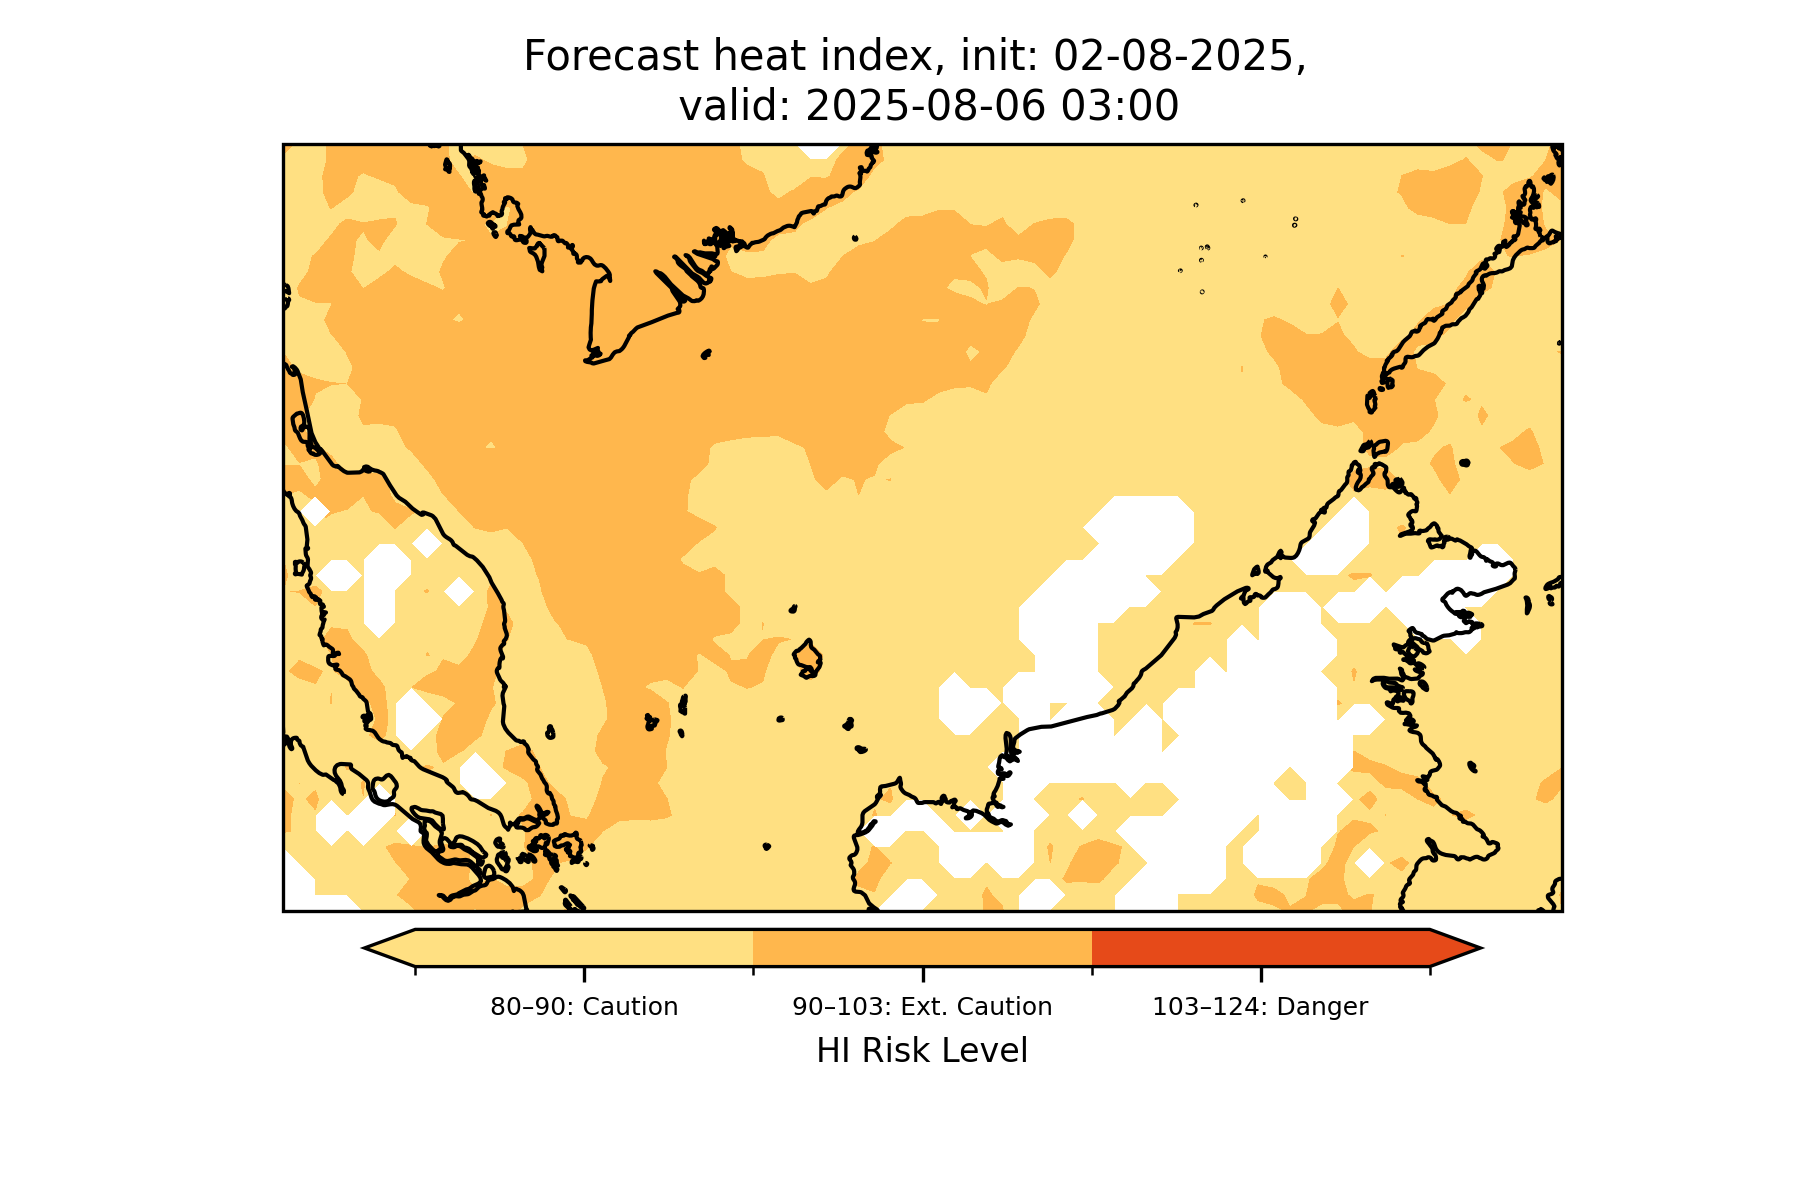 Forecast heat index, init: 02-08-2025,
valid: 2025-08-06 03:00
80–90: Caution
90–103: Ext. Caution
103–124: Danger
HI Risk Level